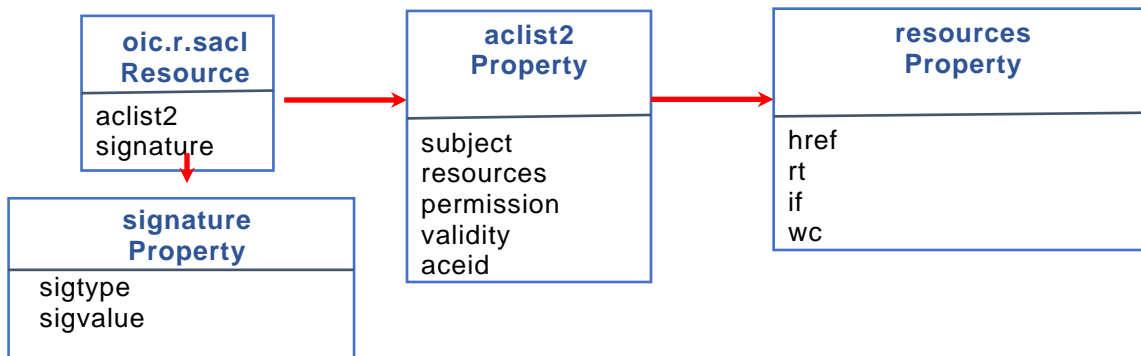 oic.r.sacl
Resource
aclist2
signature
signature
Property
sigtype
sigvalue
aclist2
Property
subject
resources
permission
validity
aceid
resources
Property
href
rt
if
wc